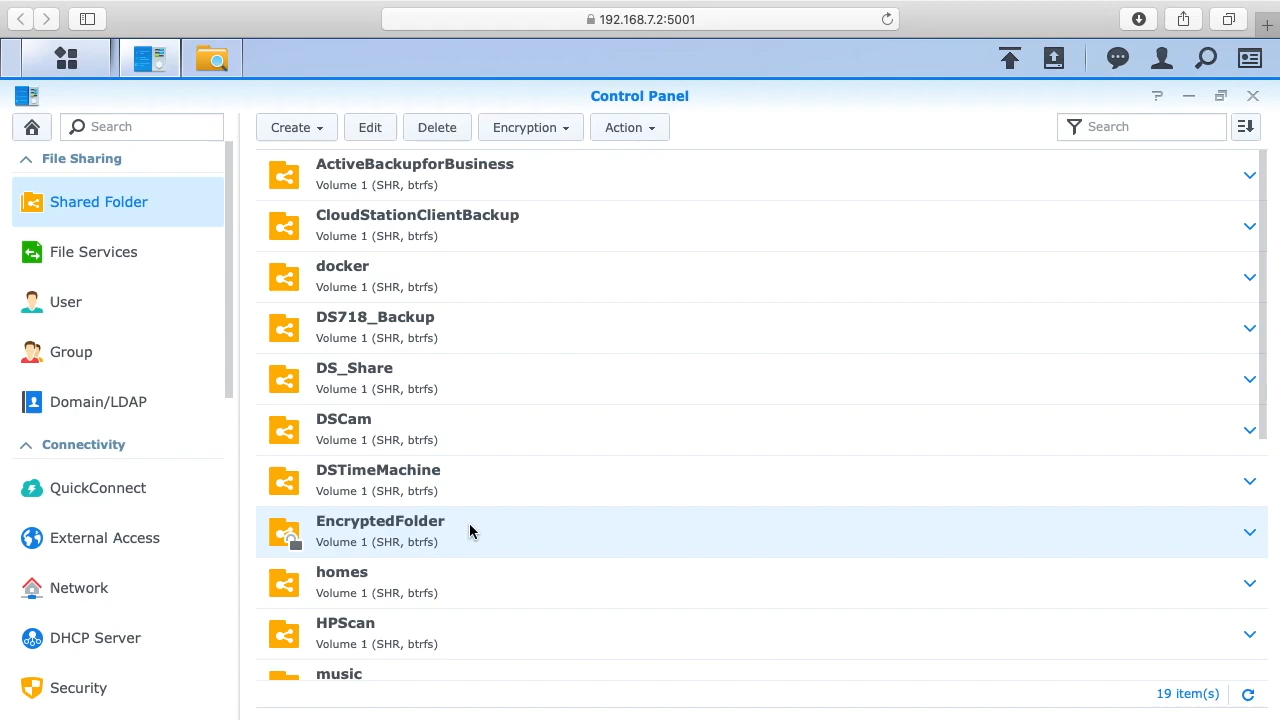 192.168.7.2:5001
Control Panel
Search
Create
Edit
Delete
Encryption
Action
Search
File Sharing
Shared Folder
File Services
User
Group
Domain/LDAP
Connectivity
QuickConnect
External Access
Network
DHCP Server
Security
ActiveBackupforBusiness
Volume 1 (SHR, btrfs)
CloudStationClientBackup
Volume 1 (SHR, btrfs)
docker
Volume 1 (SHR, btrfs)
DS718_Backup
Volume 1 (SHR, btrfs)
DS_Share
Volume 1 (SHR, btrfs)
DSCam
Volume 1 (SHR, btrfs)
DSTimeMachine
Volume 1 (SHR, btrfs)
EncryptedFolder
Volume 1 (SHR, btrfs)
homes
Volume 1 (SHR, btrfs)
HPScan
Volume 1 (SHR, btrfs)
music
19 item(s)